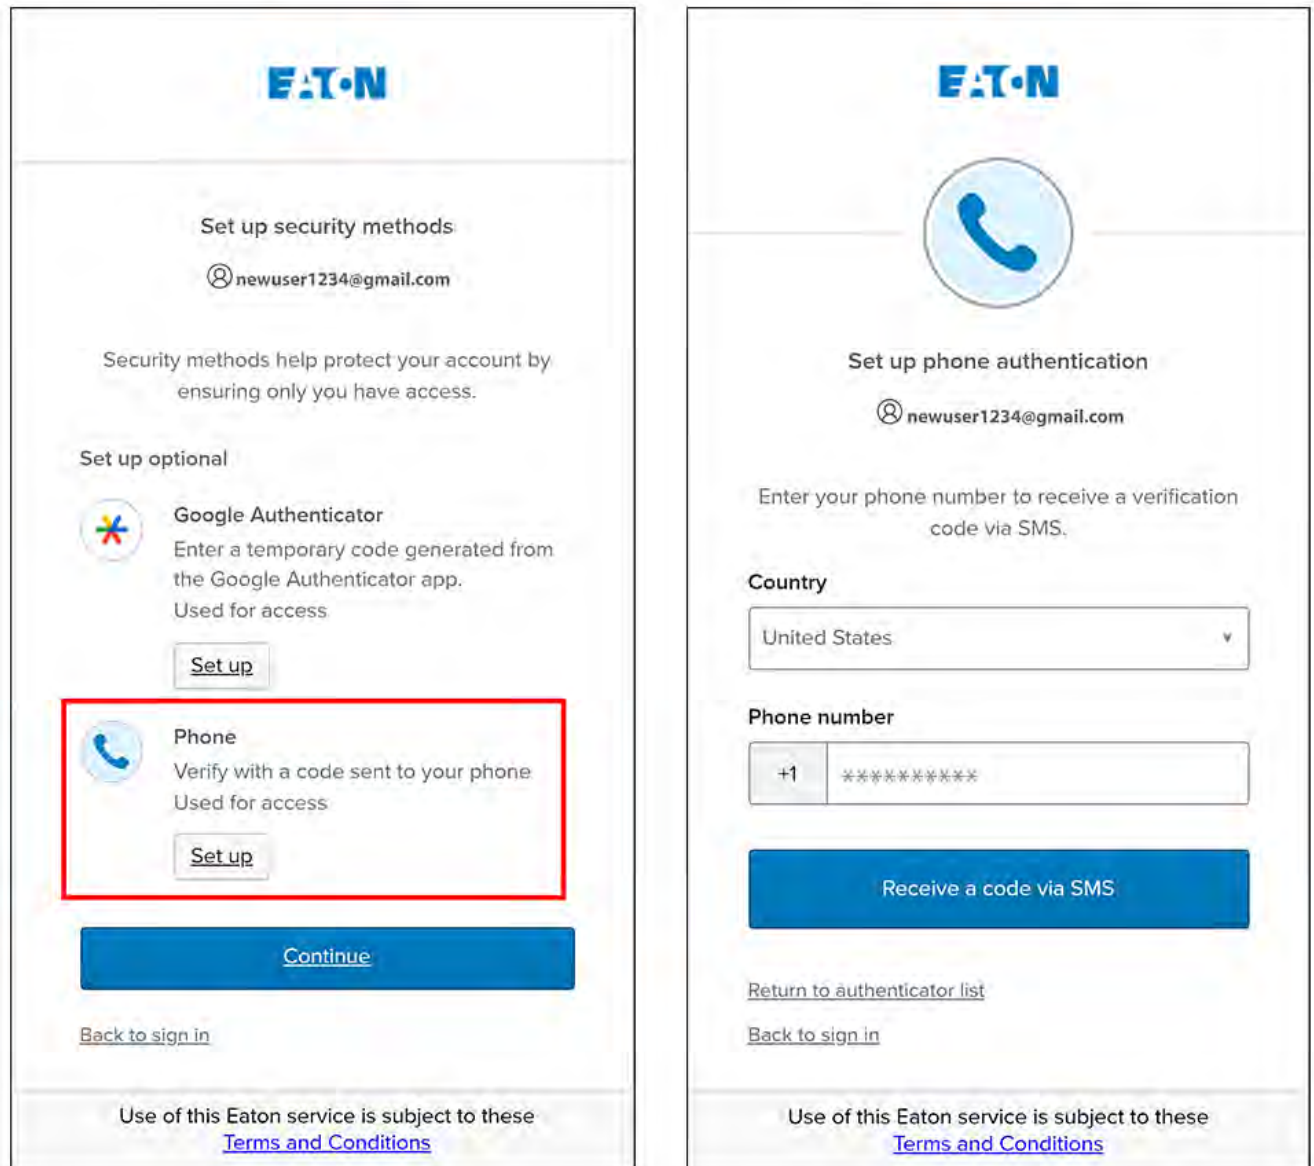 EATON
Set up security methods
newuser1234@gmail.com
Security methods help protect your account by
ensuring only you have access.
Set up optional
Google Authenticator
Enter a temporary code generated from
the Google Authenticator app.
Used for access
Set up
Phone
Verify with a code sent to your phone
Used for access
Set up
Continue
Back to sign in
Use of this Eaton service is subject to these
Terms and Conditions
EATON
Set up phone authentication
newuser1234@gmail.com
Enter your phone number to receive a verification
code via SMS.
Country
United States
Phone number
+1 **********
Receive a code via SMS
Return to authenticator list
Back to sign in
Use of this Eaton service is subject to these
Terms and Conditions